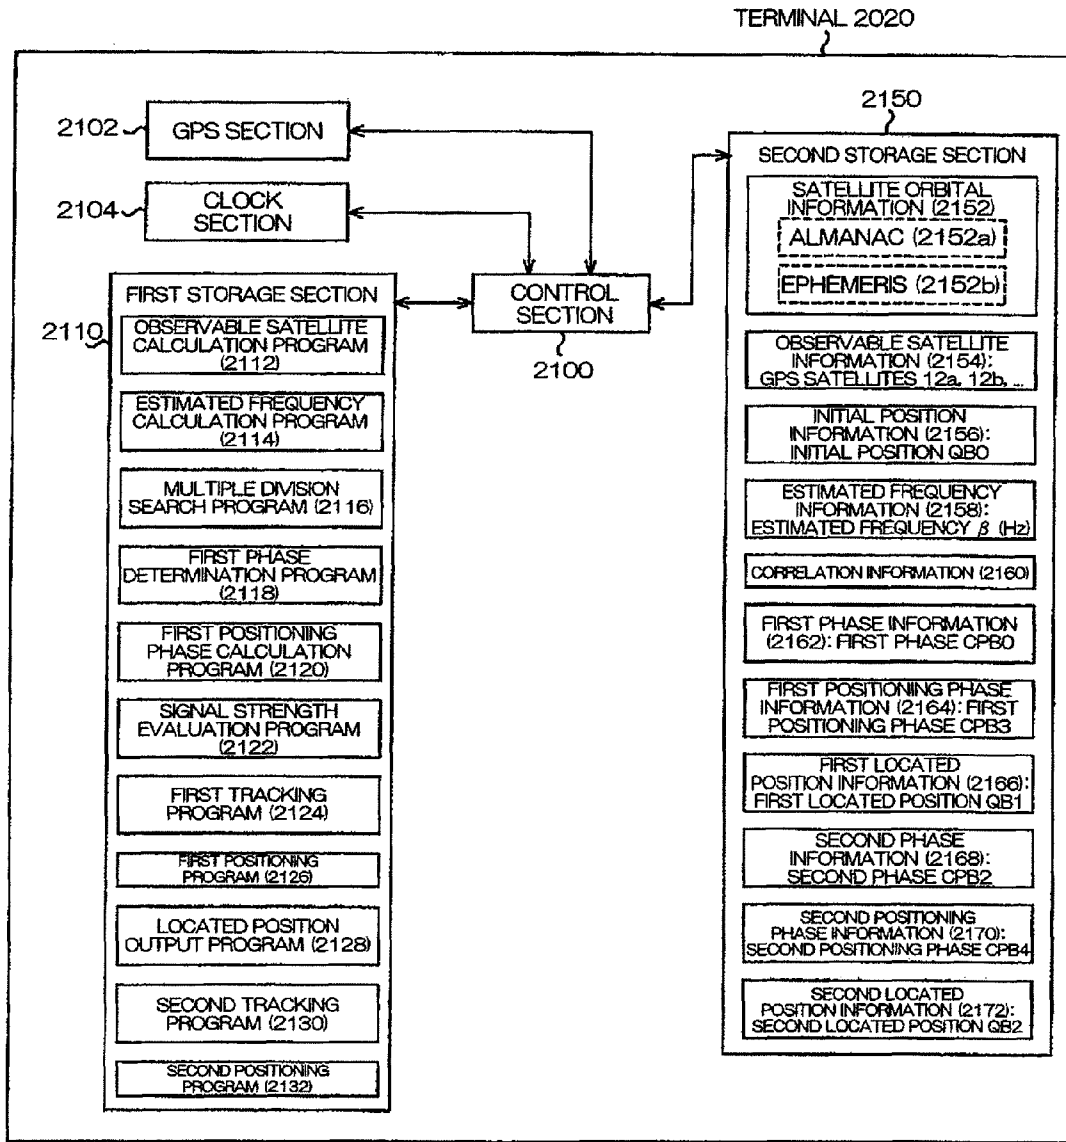 TERMINAL 2020
2102
GPS SECTION
2104
CLOCK
SECTION
CONTROL
SECTION
2100
2110
FIRST STORAGE SECTION
OBSERVABLE SATELLITE
CALCULATION PROGRAM
(2112)
ESTIMATED FREQUENCY
CALCULATION PROGRAM
(2114)
MULTIPLE DIVISION
SEARCH PROGRAM (2116)
FIRST PHASE
DETERMINATION PROGRAM
(2118)
FIRST POSITIONING
PHASE CALCULATION
PROGRAM (2120)
SIGNAL STRENGTH
EVALUATION PROGRAM
(2122)
FIRST TRACKING
PROGRAM (2124)
FIRST POSITIONING
PROGRAM (2126)
LOCATED POSITION
OUTPUT PROGRAM (2128)
SECOND TRACKING
PROGRAM (2130)
SECOND POSITIONING
PROGRAM (2132)
2150
SECOND STORAGE SECTION
SATELLITE ORBITAL
INFORMATION (2152)
ALMANAC (2152a)
EPHEMERIS (2152b)
OBSERVABLE SATELLITE
INFORMATION (2154):
GPS SATELLITES 12a, 12b, ...
INITIAL POSITION
INFORMATION (2156):
INITIAL POSITION QB0
ESTIMATED FREQUENCY
INFORMATION (2158):
ESTIMATED FREQUENCY β (Hz)
CORRELATION INFORMATION (2160)
FIRST PHASE INFORMATION
(2162): FIRST PHASE CPB0
FIRST POSITIONING PHASE
INFORMATION (2164): FIRST
POSITIONING PHASE CPB3
FIRST LOCATED
POSITION INFORMATION (2166):
FIRST LOCATED POSITION QB1
SECOND PHASE
INFORMATION (2168):
SECOND PHASE CPB2
SECOND POSITIONING
PHASE INFORMATION (2170):
SECOND POSITIONING PHASE CPB4
SECOND LOCATED
POSITION INFORMATION (2172):
SECOND LOCATED POSITION QB2